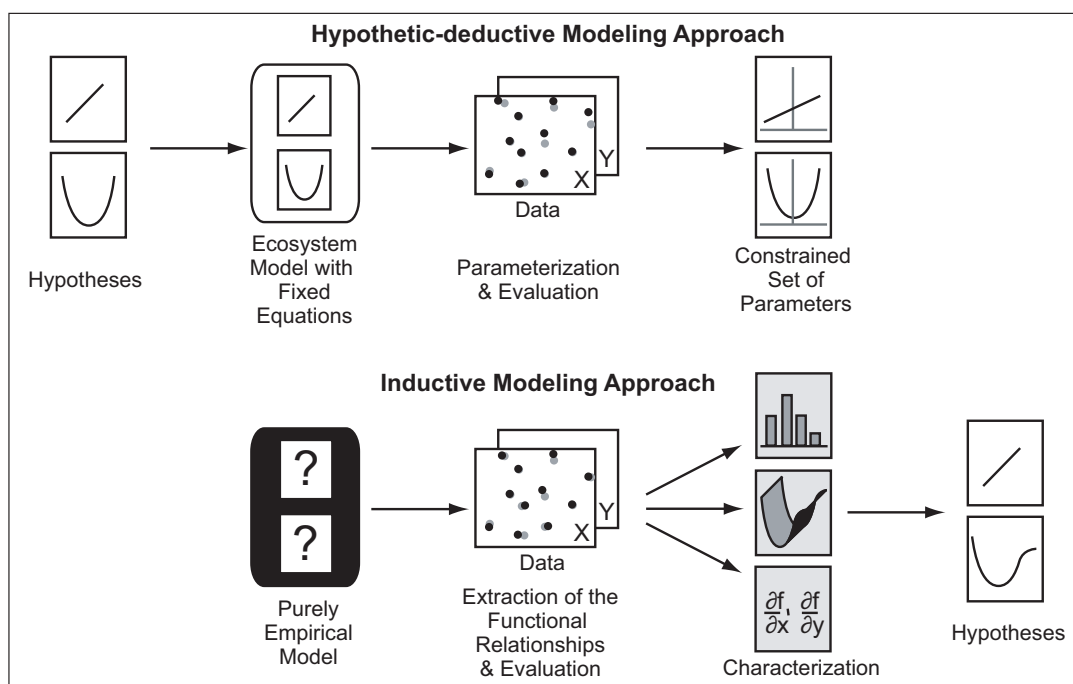 Hypothetic-deductive Modeling Approach
Hypotheses
Ecosystem
Model with
Fixed
Equations
X
Y
Data
Parameterization
& Evaluation
Constrained
Set of
Parameters
Inductive Modeling Approach
?
?
Purely
Empirical
Model
X
Y
Data
Extraction of the
Functional
Relationships
& Evaluation
∂f/∂x, ∂f/∂y
Characterization
Hypotheses